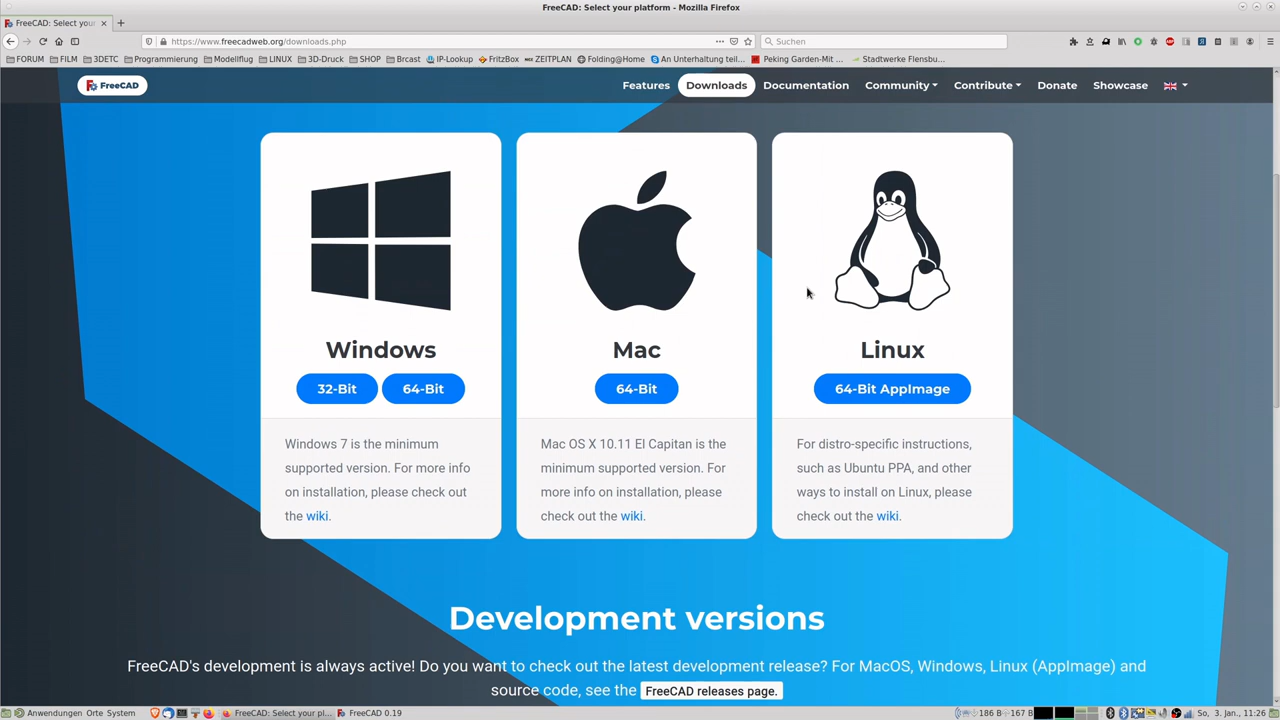 FreeCAD: Select your platform - Mozilla Firefox
FreeCAD: Select your
https://www.freecadweb.org/downloads.php
Suchen
FORUM FILM 3DETC Programmierung Modellflug LINUX 3D-Druck SHOP Brcast IP-Lookup FritzBox ZEITPLAN Folding@Home An Unterhaltung teil... Peking Garden-Mit ... Stadtwerke Flensbu...
FreeCAD
Features Downloads Documentation Community Contribute Donate Showcase
Windows
32-Bit 64-Bit
Windows 7 is the minimum
supported version. For more info
on installation, please check out
the wiki.
Mac
64-Bit
Mac OS X 10.11 El Capitan is the
minimum supported version. For
more info on installation, please
check out the wiki.
Linux
64-Bit AppImage
For distro-specific instructions,
such as Ubuntu PPA, and other
ways to install on Linux, please
check out the wiki.
Development versions
FreeCAD's development is always active! Do you want to check out the latest development release? For MacOS, Windows, Linux (AppImage) and
source code, see the FreeCAD releases page.
Anwendungen Orte System FreeCAD: Select your pl... FreeCAD 0.19 186 B 167 B So, 3. Jan., 11:26